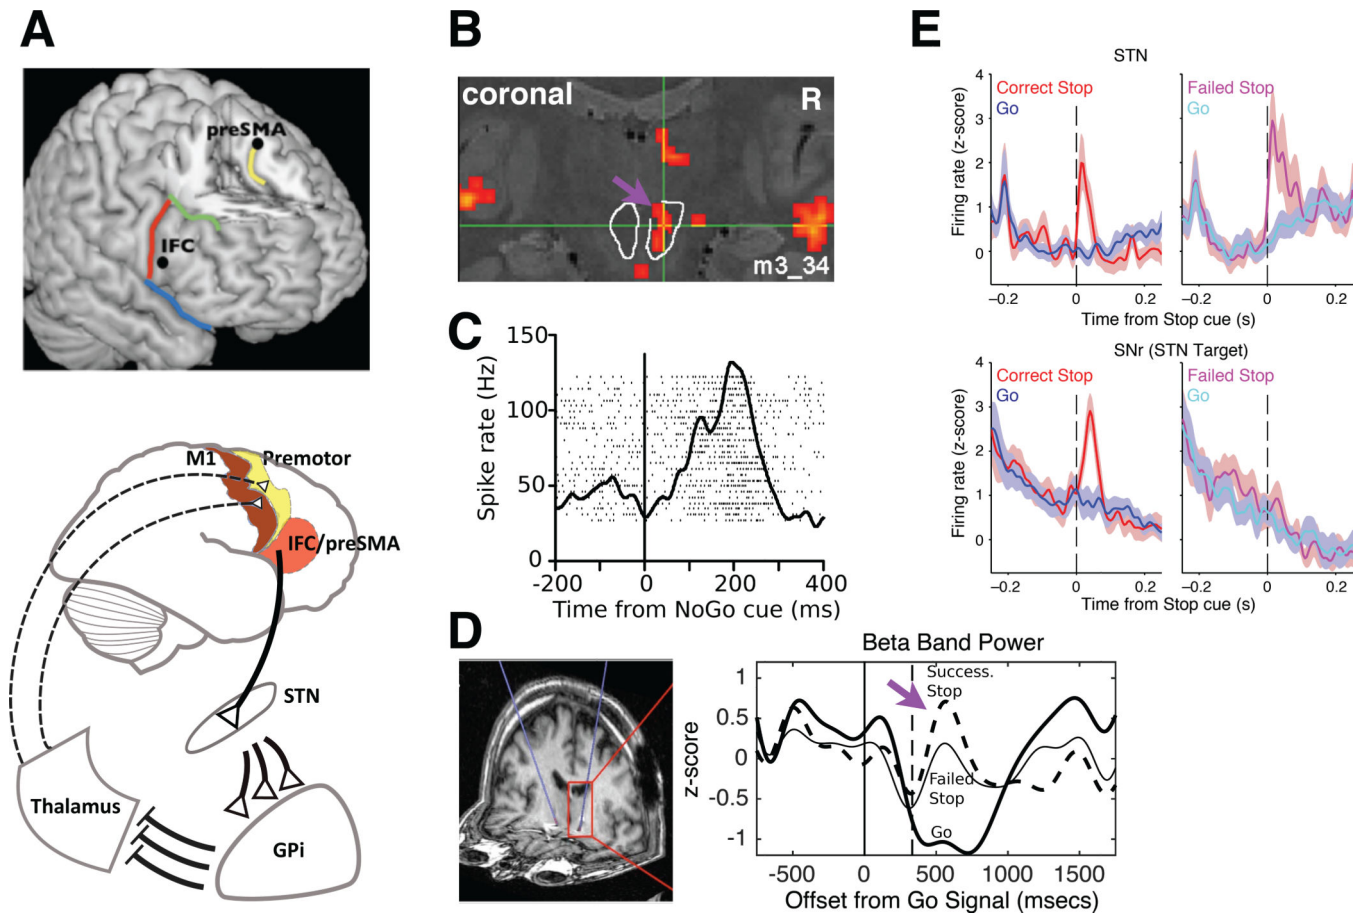 A
preSMA
IFC
M1
Premotor
IFC/preSMA
STN
Thalamus
GPi
B
coronal
R
m3_34
C
150
100
50
0
Spike rate (Hz)
-200
0
200
400
Time from NoGo cue (ms)
D
Beta Band Power
1
0.5
0
-0.5
-1
z-score
Success.
Stop
Failed
Stop
Go
-500
0
500
1000
1500
Offset from Go Signal (msecs)
E
STN
4
3
2
1
0
Firing rate (z-score)
Correct Stop
Go
Failed Stop
Go
−0.2
0
0.2
−0.2
0
0.2
Time from Stop cue (s)
SNr (STN Target)
4
3
2
1
0
Firing rate (z-score)
Correct Stop
Go
Failed Stop
Go
−0.2
0
0.2
−0.2
0
0.2
Time from Stop cue (s)